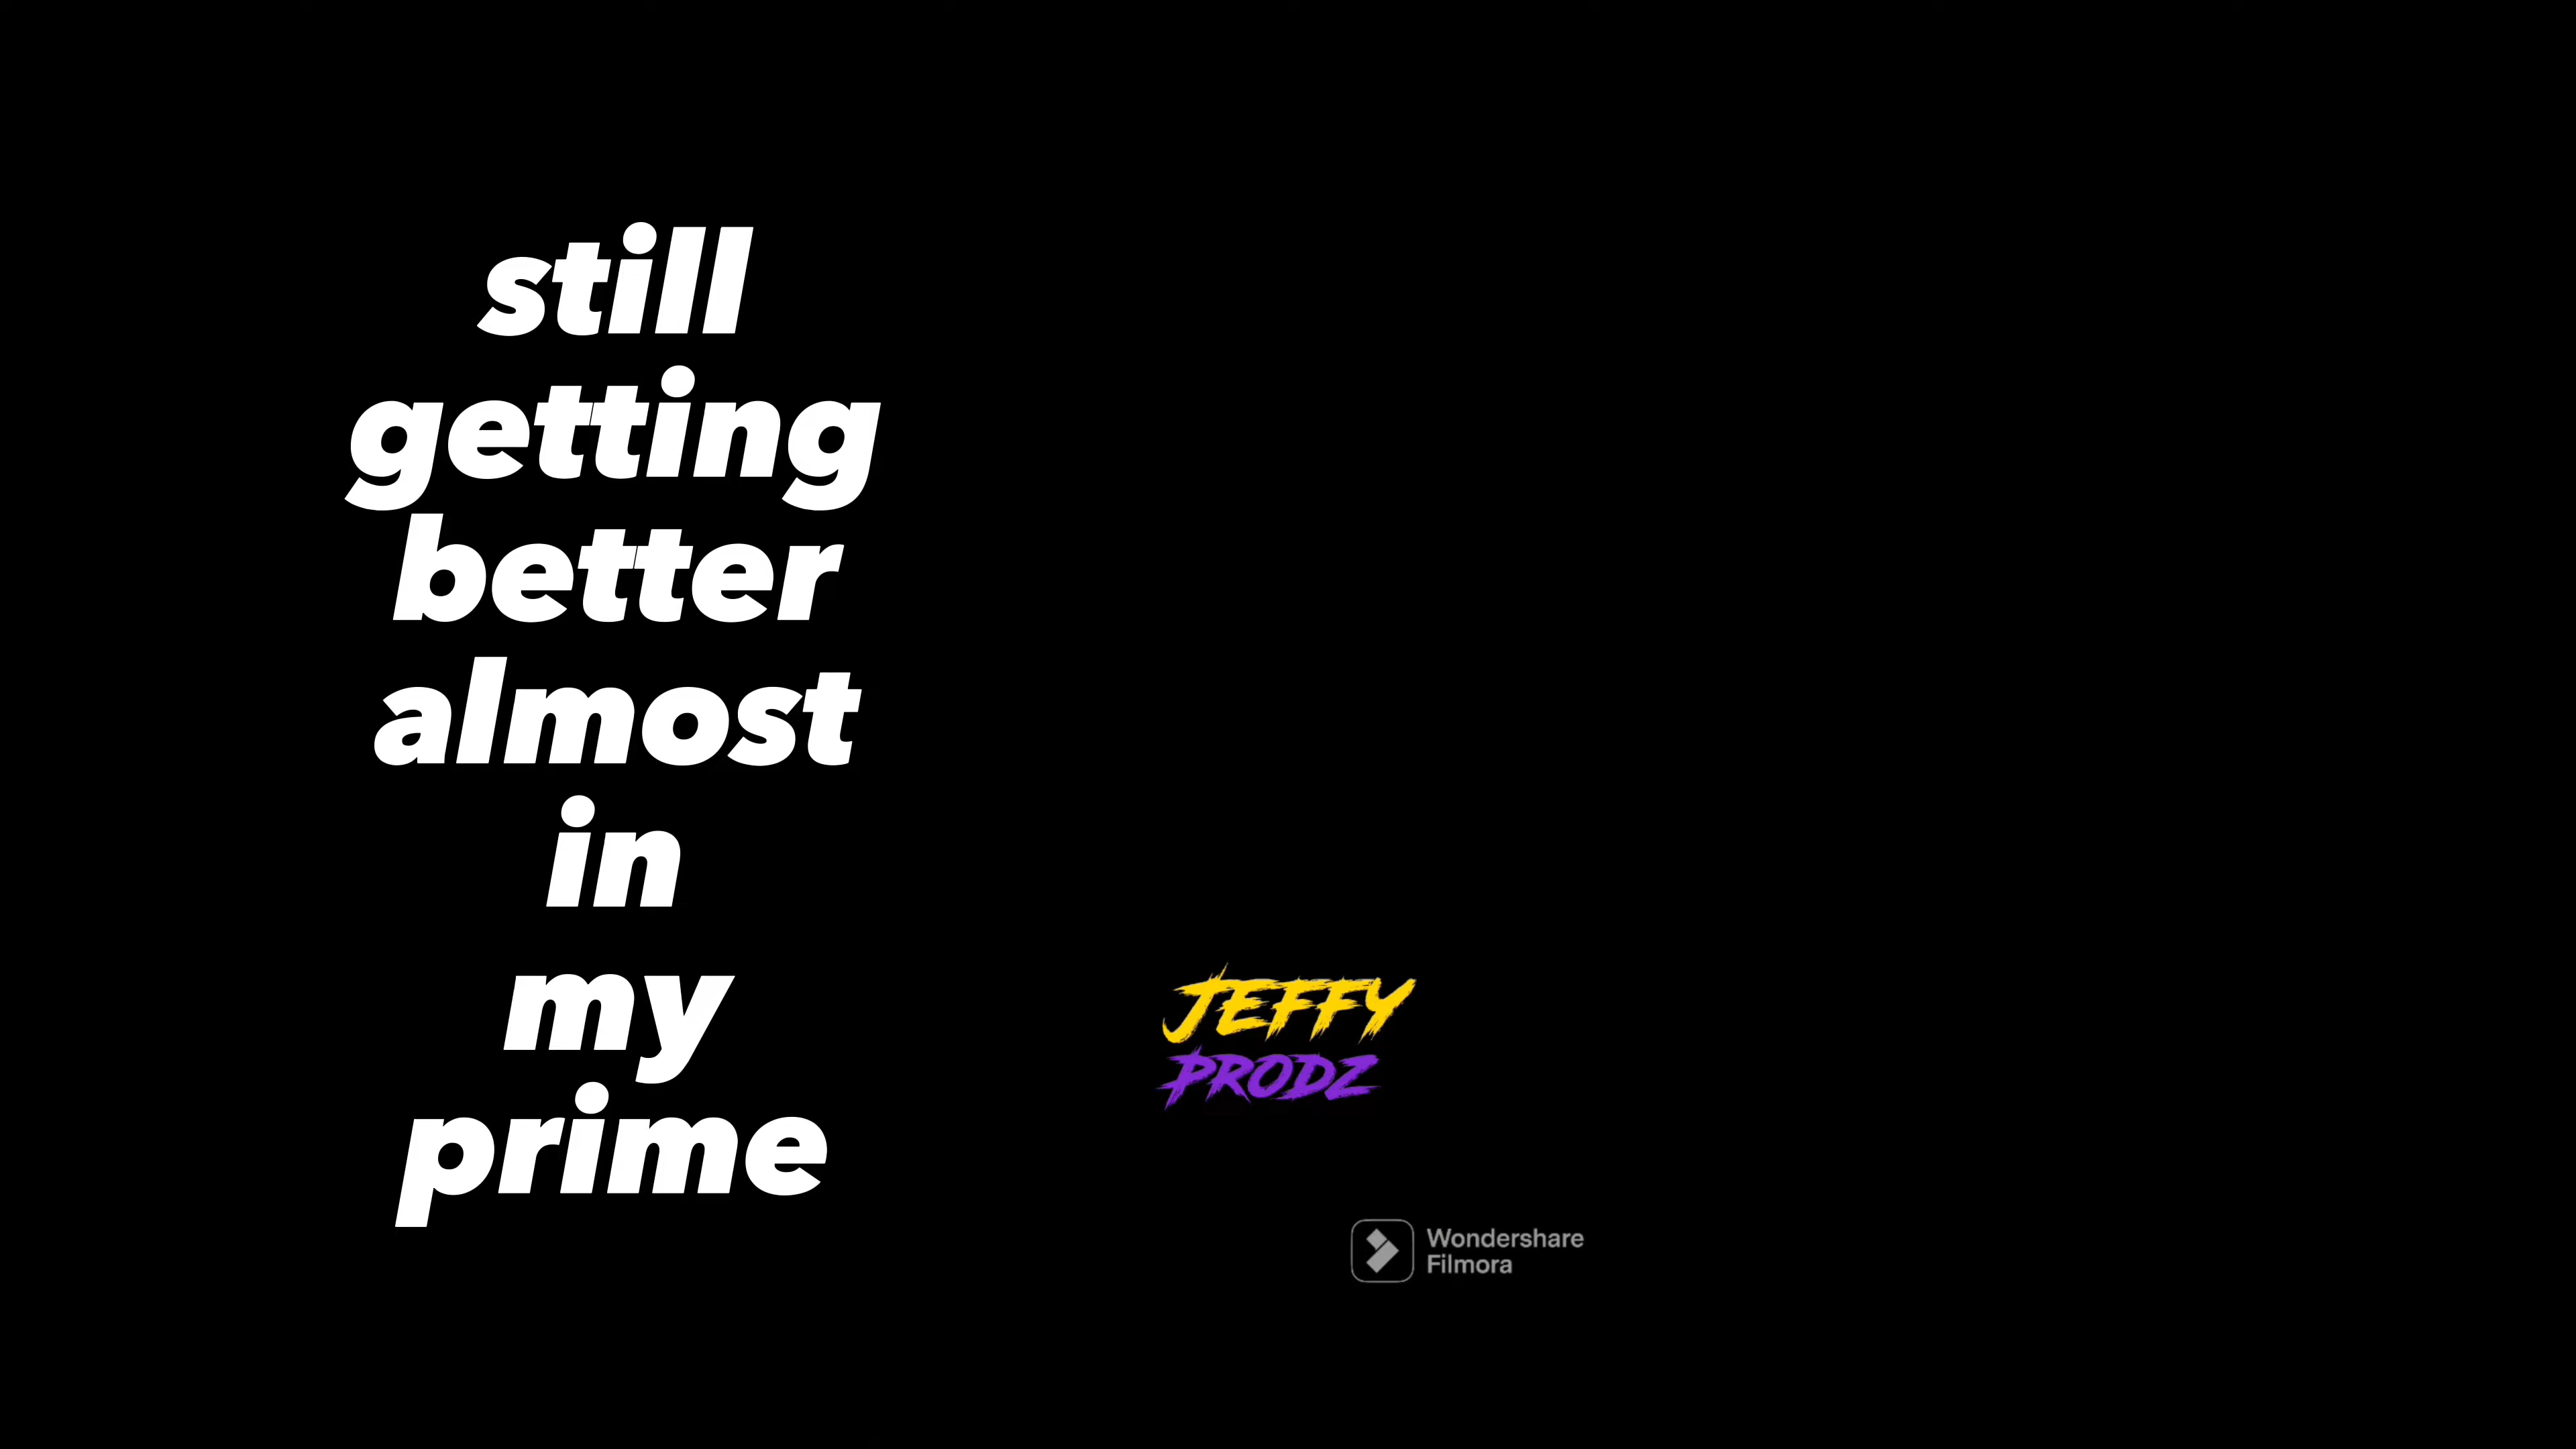 still
getting
better
almost
in
my
prime
JEFFY
PRODZ
Wondershare
Filmora